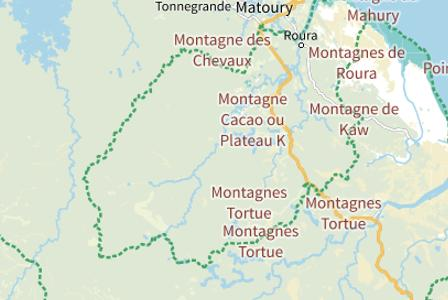 Tonnegrande
Matoury
Mahury
Roura
Montagne des
Chevaux
Montagnes de
Roura
Poin
Montagne
Cacao ou
Plateau K
Montagne de
Kaw
Montagnes
Tortue
Montagnes
Tortue
Montagnes
Tortue